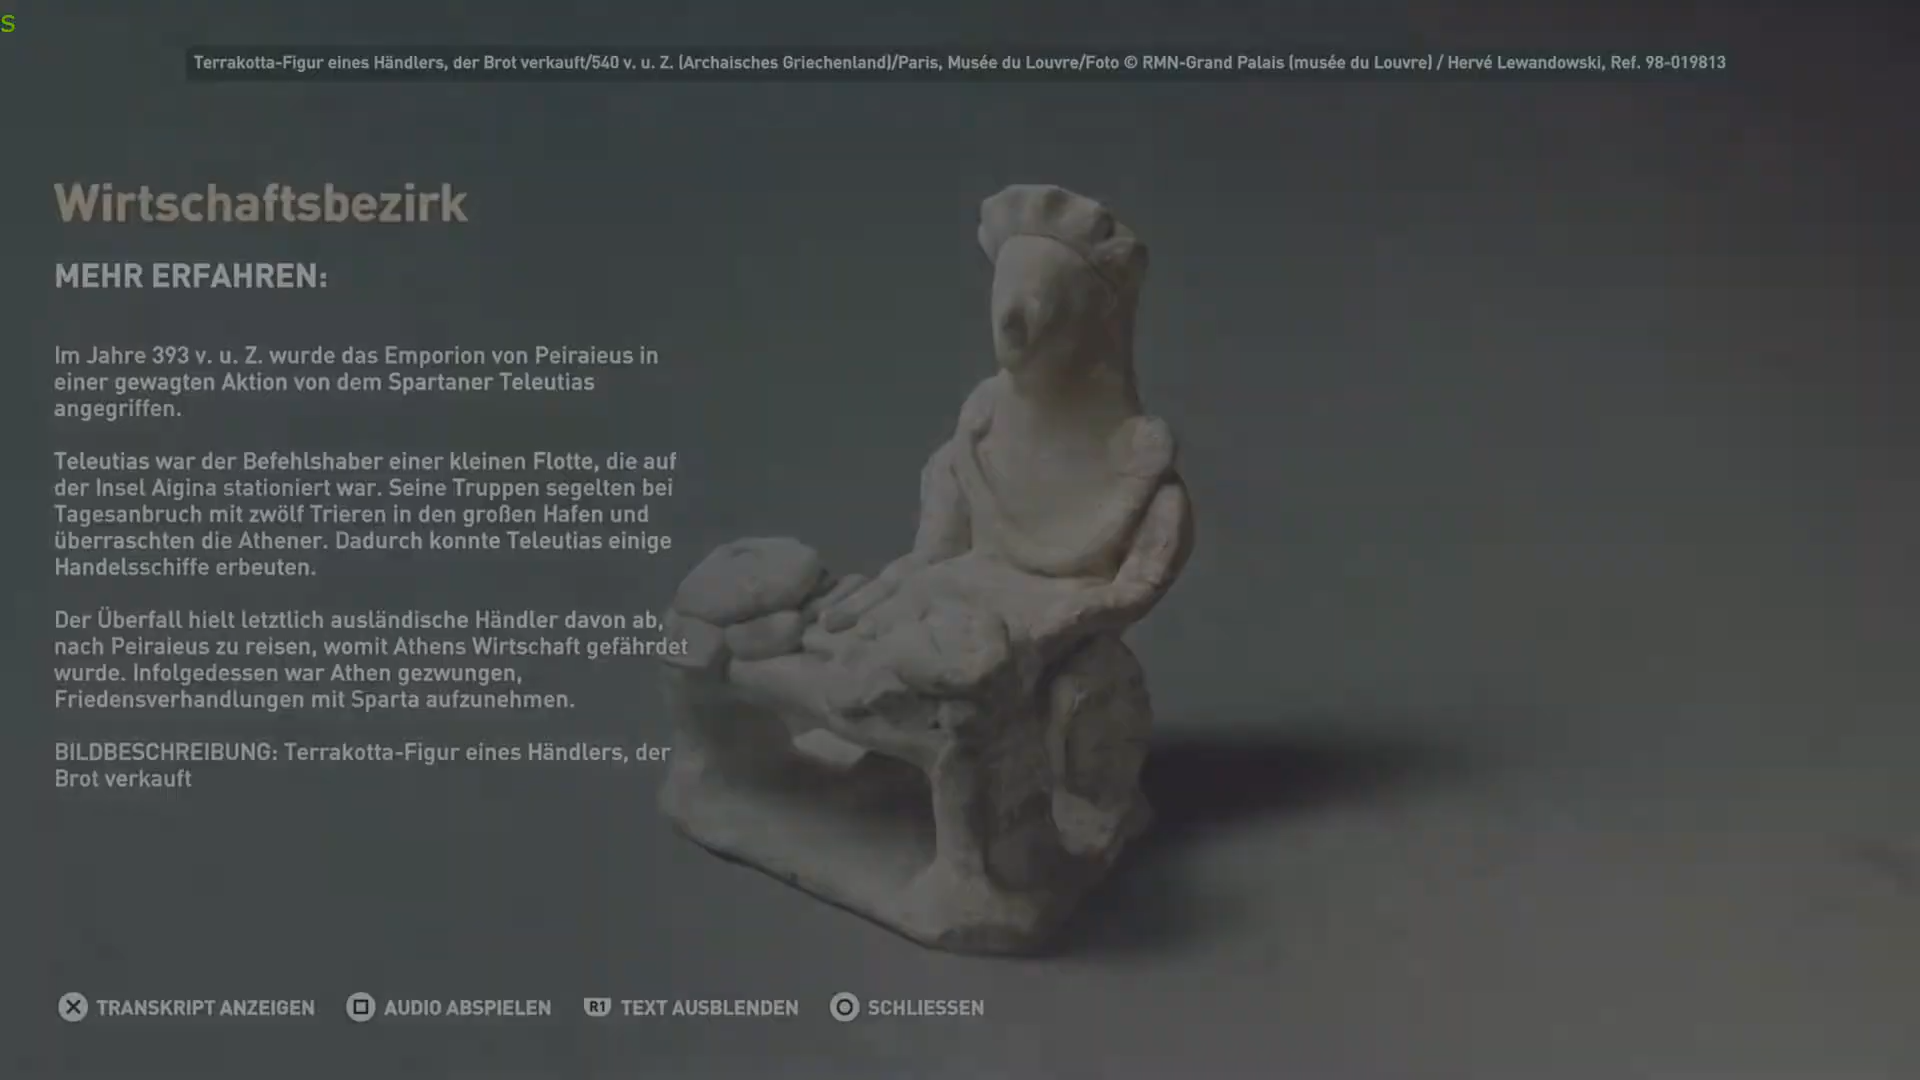 S
Terrakotta-Figur eines Händlers, der Brot verkauft/540 v. u. Z. (Archaisches Griechenland)/Paris, Musée du Louvre/Foto © RMN-Grand Palais (musée du Louvre) / Hervé Lewandowski, Ref. 98-019813
Wirtschaftsbezirk
MEHR ERFAHREN:
Im Jahre 393 v. u. Z. wurde das Emporion von Peiraieus in
einer gewagten Aktion von dem Spartaner Teleutias
angegriffen.
Teleutias war der Befehlshaber einer kleinen Flotte, die auf
der Insel Aigina stationiert war. Seine Truppen segelten bei
Tagesanbruch mit zwölf Trieren in den großen Hafen und
überraschten die Athener. Dadurch konnte Teleutias einige
Handelsschiffe erbeuten.
Der Überfall hielt letztlich ausländische Händler davon ab,
nach Peiraieus zu reisen, womit Athens Wirtschaft gefährdet
wurde. Infolgedessen war Athen gezwungen,
Friedensverhandlungen mit Sparta aufzunehmen.
BILDBESCHREIBUNG: Terrakotta-Figur eines Händlers, der
Brot verkauft
TRANSKRIPT ANZEIGEN AUDIO ABSPIELEN R1 TEXT AUSBLENDEN SCHLIESSEN